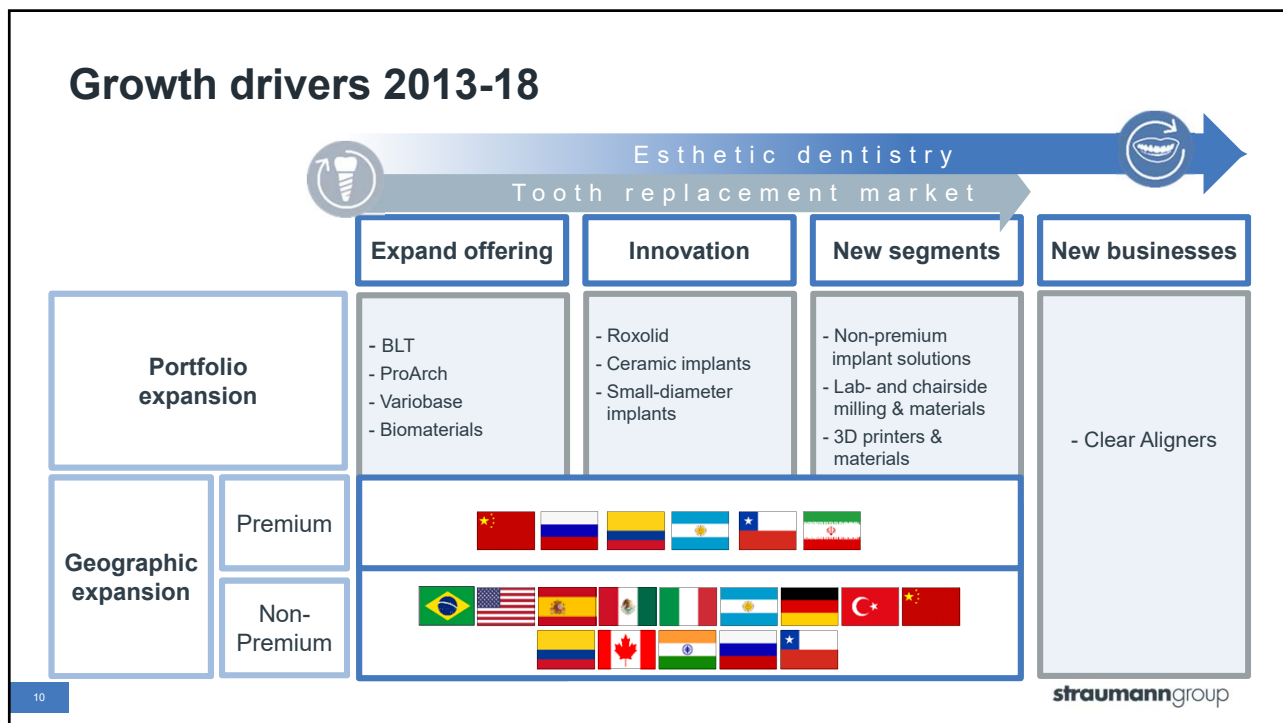 Growth drivers 2013-18
Esthetic dentistry
Tooth replacement market
Expand offering
Innovation
New segments
New businesses
Portfolio
expansion
- BLT
- ProArch
- Variobase
- Biomaterials
- Roxolid
- Ceramic implants
- Small-diameter
implants
- Non-premium
implant solutions
- Lab- and chairside
milling & materials
- 3D printers &
materials
- Clear Aligners
Geographic
expansion
Premium
Non-
Premium
10
straumanngroup